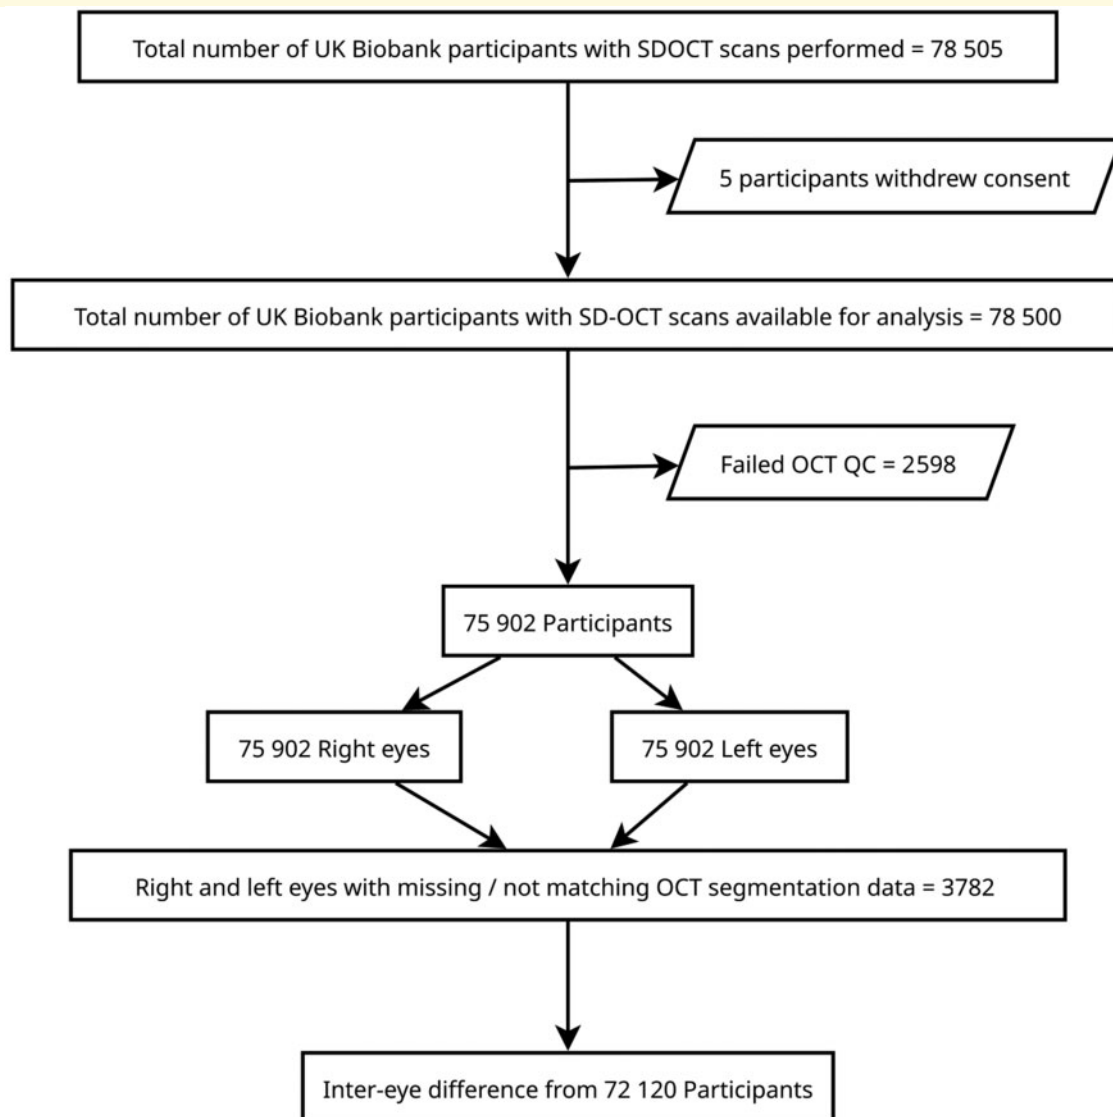 Total number of UK Biobank participants with SDOCT scans performed = 78 505
5 participants withdrew consent
Total number of UK Biobank participants with SD-OCT scans available for analysis = 78 500
Failed OCT QC = 2598
75 902 Participants
75 902 Right eyes
75 902 Left eyes
Right and left eyes with missing / not matching OCT segmentation data = 3782
Inter-eye difference from 72 120 Participants